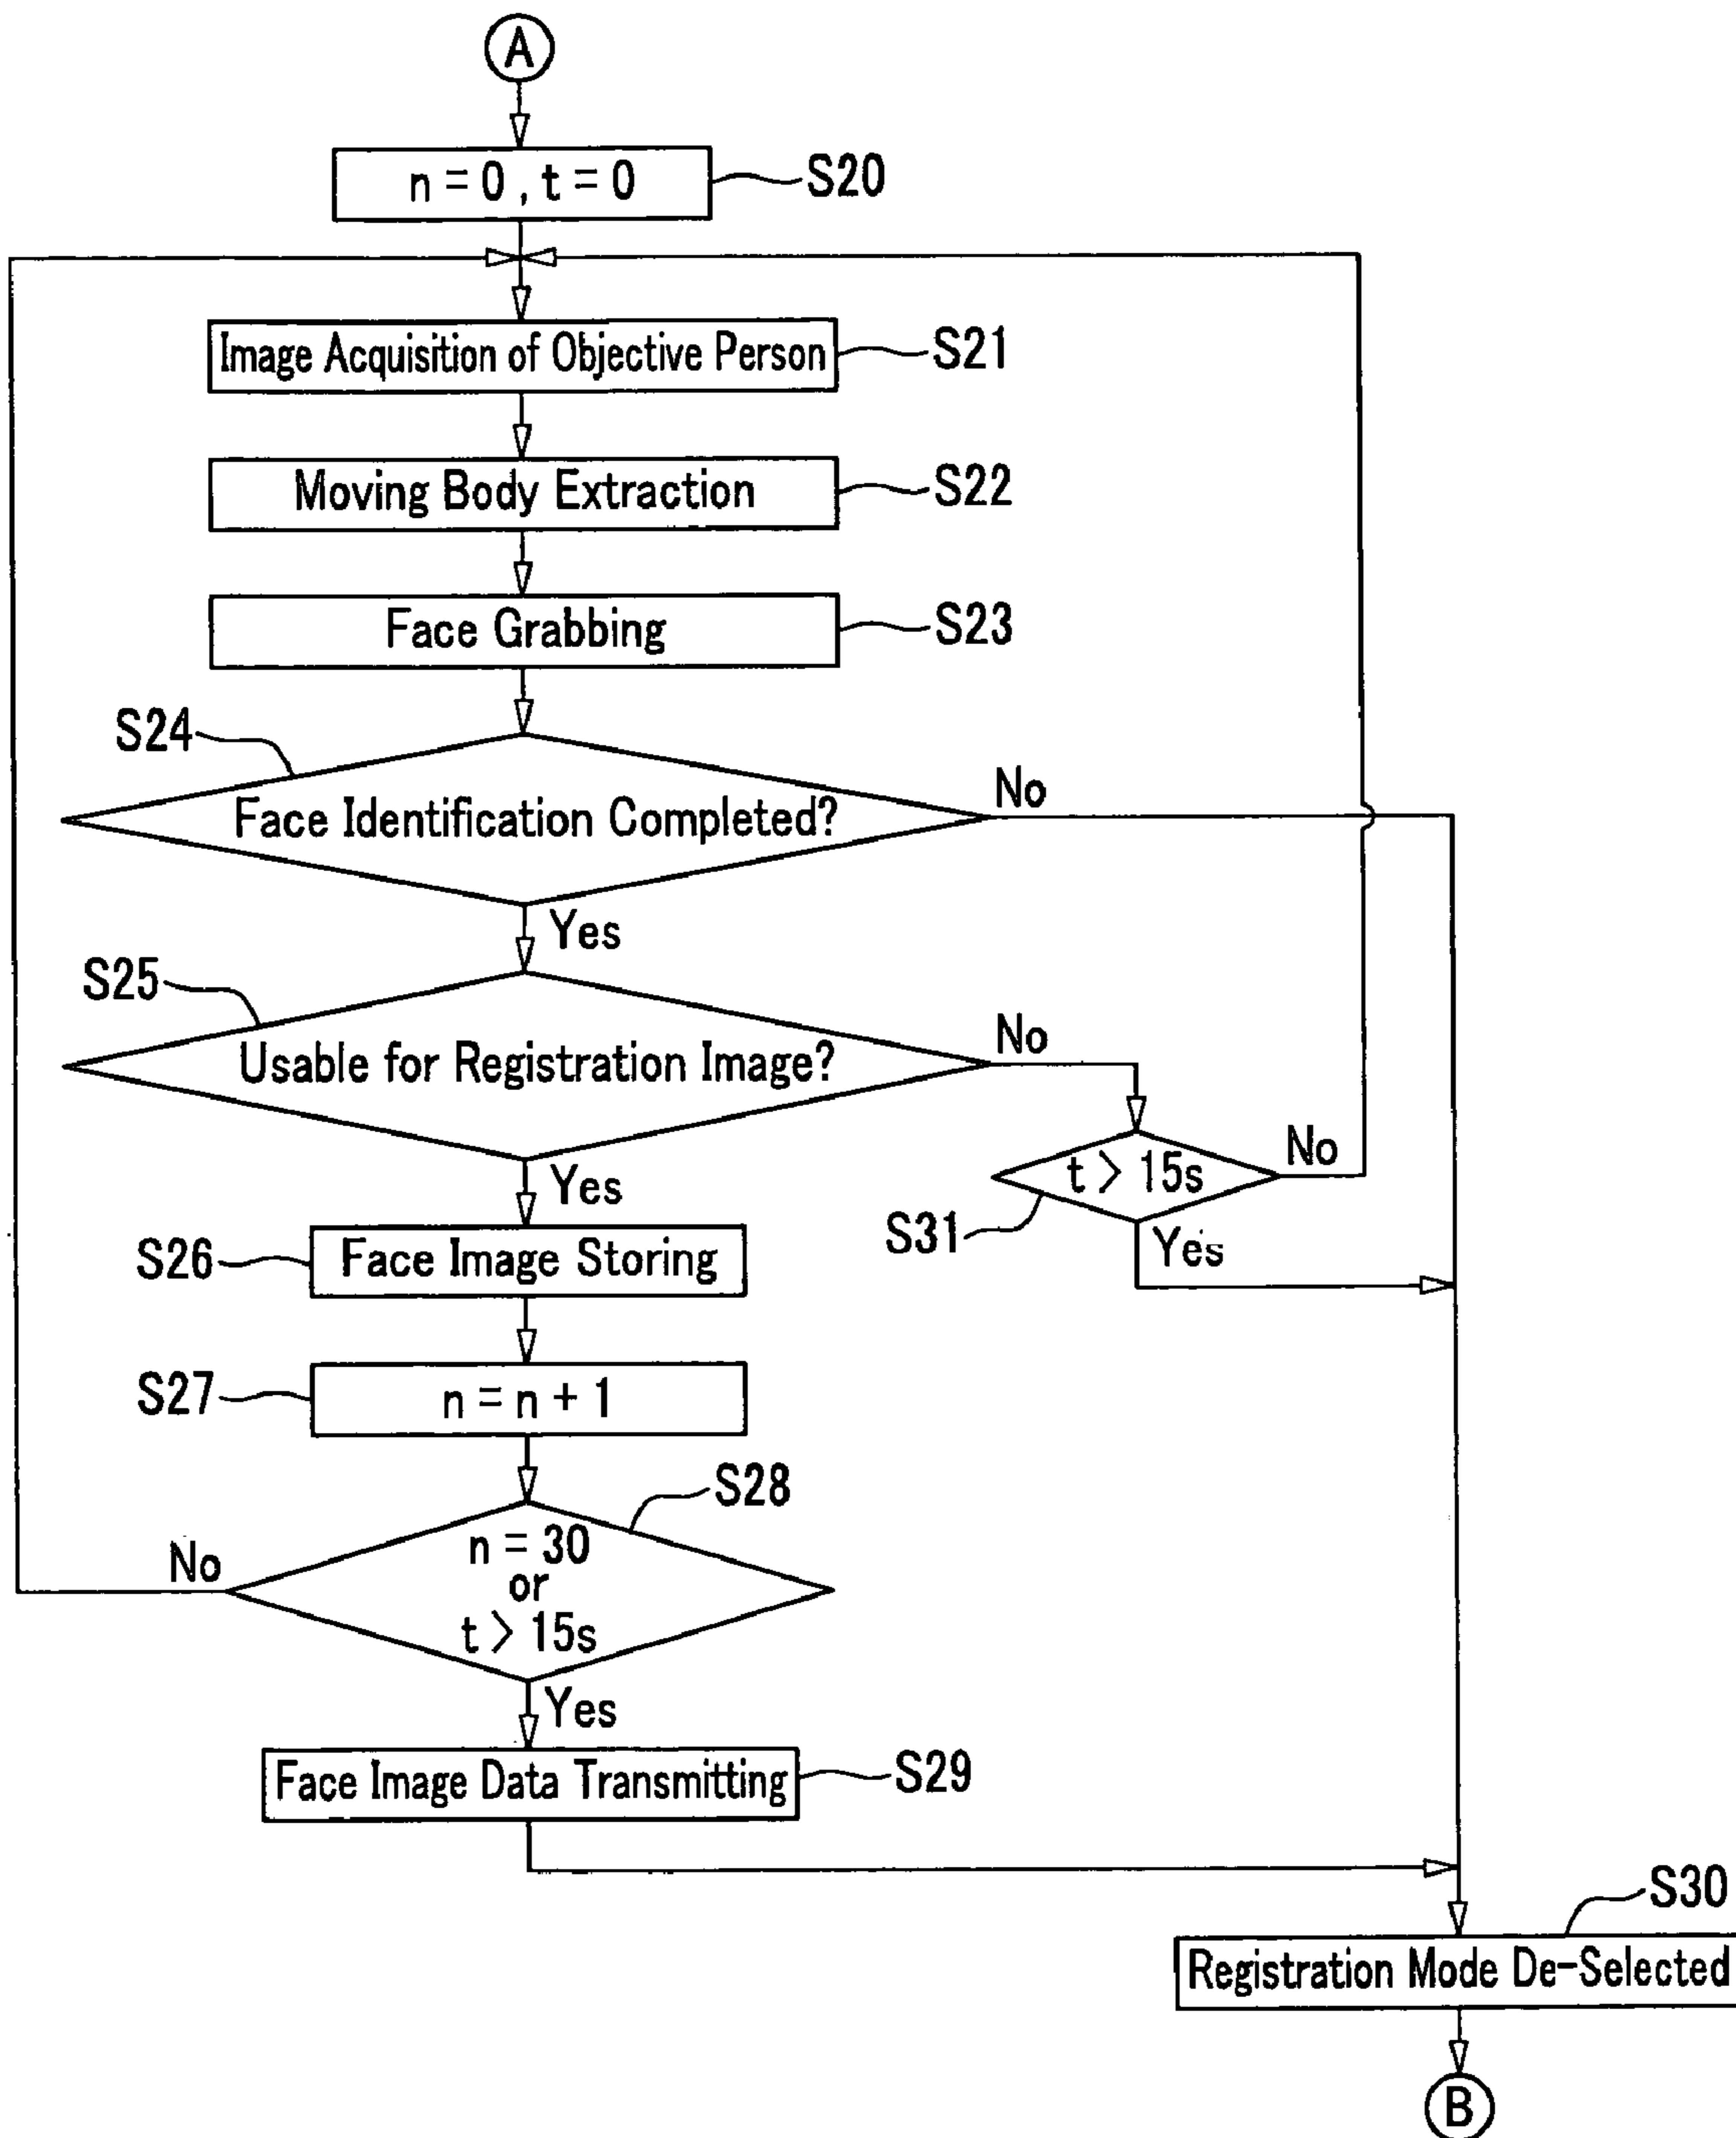 A
n = 0 , t = 0
S20
Image Acquisition of Objective Person
S21
Moving Body Extraction
S22
Face Grabbing
S23
S24
Face Identification Completed?
No
Yes
S25
Usable for Registration Image?
No
Yes
t > 15s
No
S31
Yes
S26
Face Image Storing
S27
n = n + 1
S28
n = 30
or
t > 15s
No
Yes
Face Image Data Transmitting
S29
S30
Registration Mode De-Selected
B